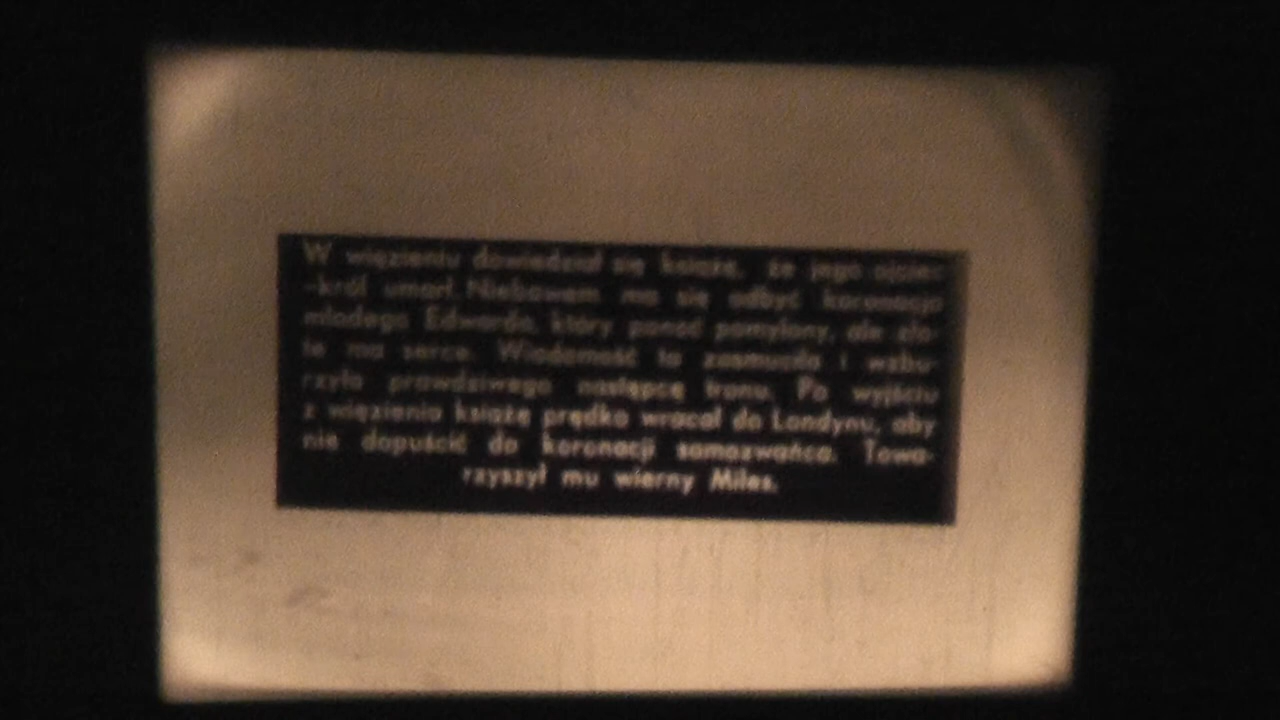 W więzieniu dowiedział się książę, że jego ojciec-
-król umarł. Niebawem ma się odbyć koronacja
młodego Edwarda, który ponoć pomylony, ale zło-
te ma serce. Wiadomość ta zasmuciła i wzbu-
rzyła prawdziwego następcę tronu. Po wyjściu
z więzienia książę prędko wracał do Londynu, aby
nie dopuścić do koronacji samozwańca. Towa-
rzyszył mu wierny Miles.